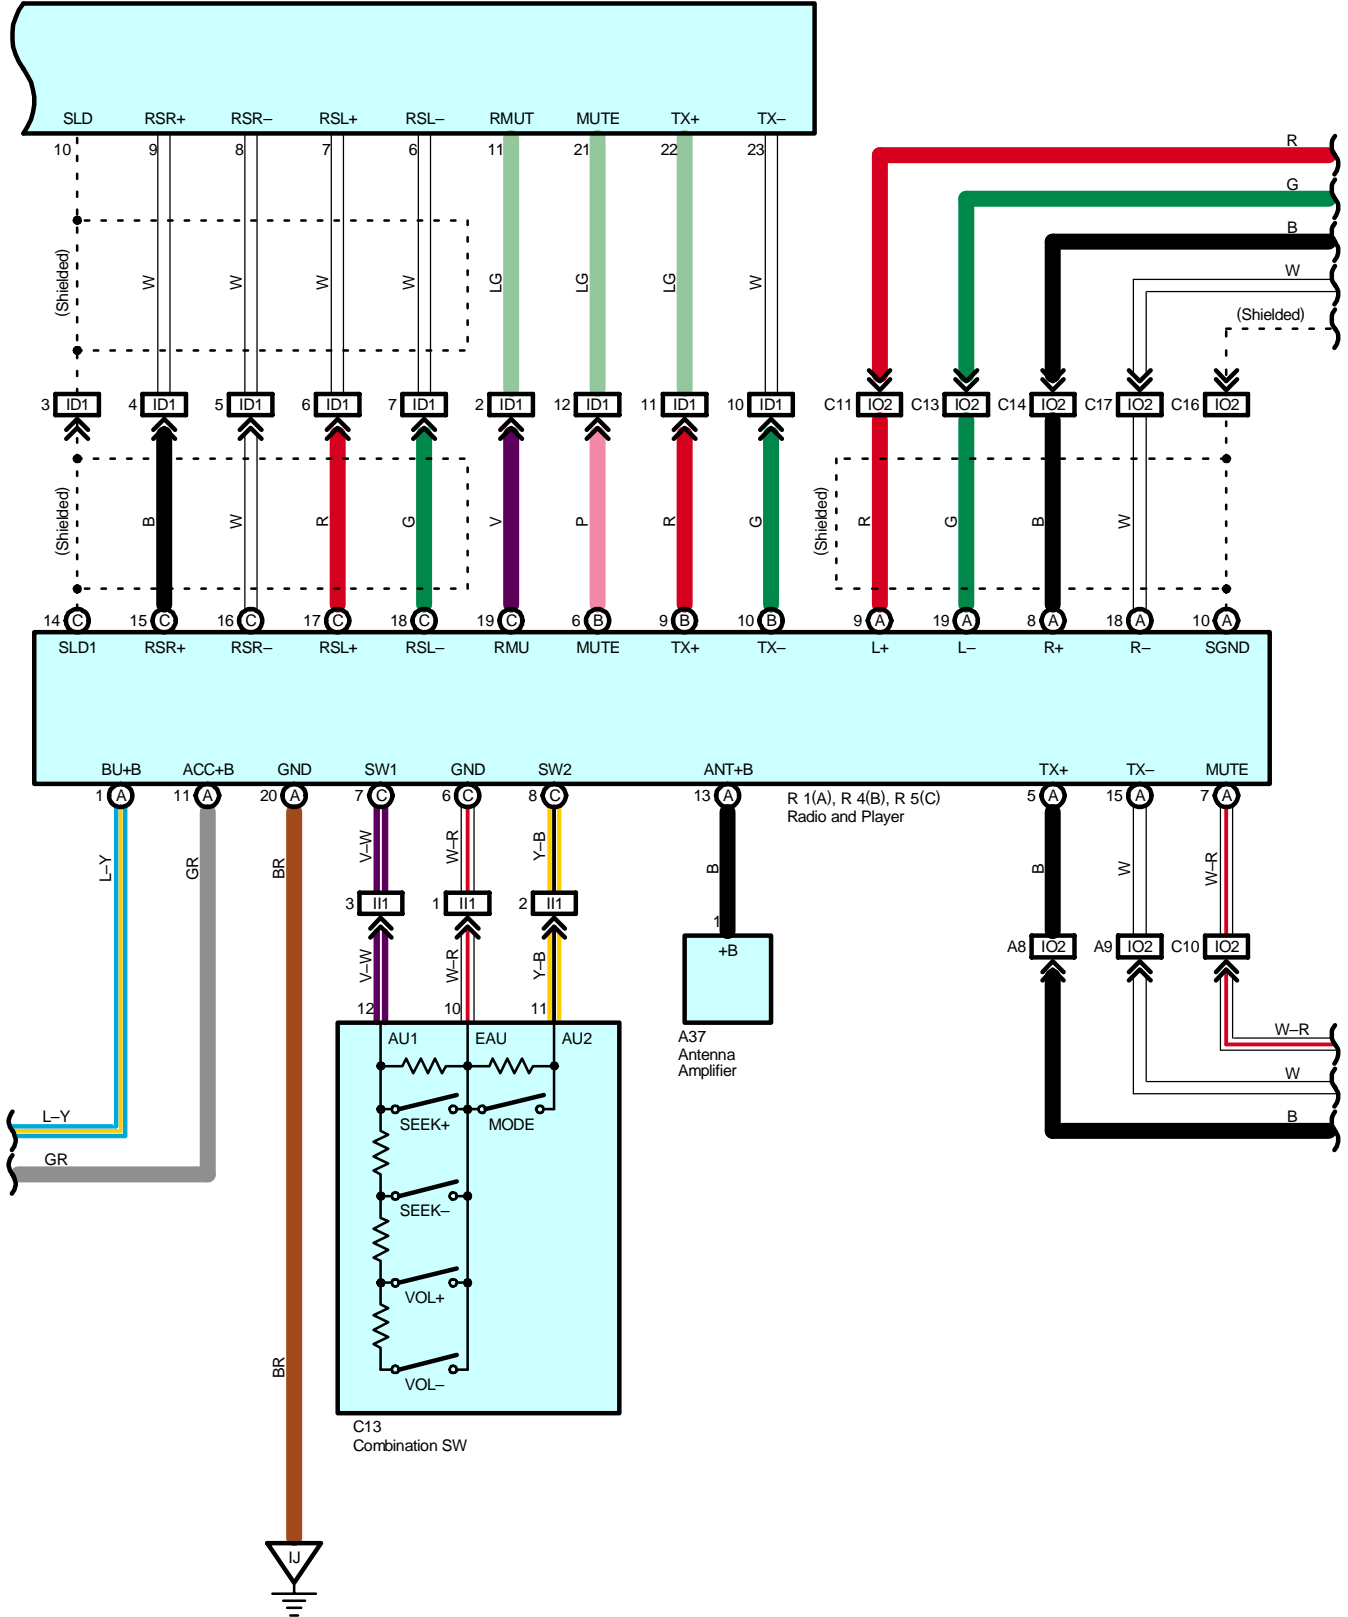 SLD RSR+ RSR– RSL+ RSL– RMUT MUTE TX+ TX–
10 9 8 7 6 11 21 22 23
R
G
B
W
(Shielded)
(Shielded) W W W W LG LG LG W
3 ID1 4 ID1 5 ID1 6 ID1 7 ID1 2 ID1 12 ID1 11 ID1 10 ID1 C11 IO2 C13 IO2 C14 IO2 C17 IO2 C16 IO2
(Shielded) B W R G V P R G (Shielded) R G B W
14 C 15 C 16 C 17 C 18 C 19 C 6 B 9 B 10 B 9 A 19 A 8 A 18 A 10 A
SLD1 RSR+ RSR– RSL+ RSL– RMU MUTE TX+ TX– L+ L– R+ R– SGND
BU+B ACC+B GND SW1 GND SW2 ANT+B TX+ TX– MUTE
1 A 11 A 20 A 7 C 6 C 8 C 13 A 5 A 15 A 7 A
R 1(A), R 4(B), R 5(C)
Radio and Player
L–Y GR BR V–W W–R Y–B B B W W–R
3 II1 1 II1 2 II1
1
A8 IO2 A9 IO2 C10 IO2
+B
V–W W–R Y–B
12 10 11
AU1 EAU AU2
A37
Antenna
Amplifier
W–R
W
B
L–Y
GR
SEEK+ MODE
SEEK–
VOL+
VOL–
BR
C13
Combination SW
IJ